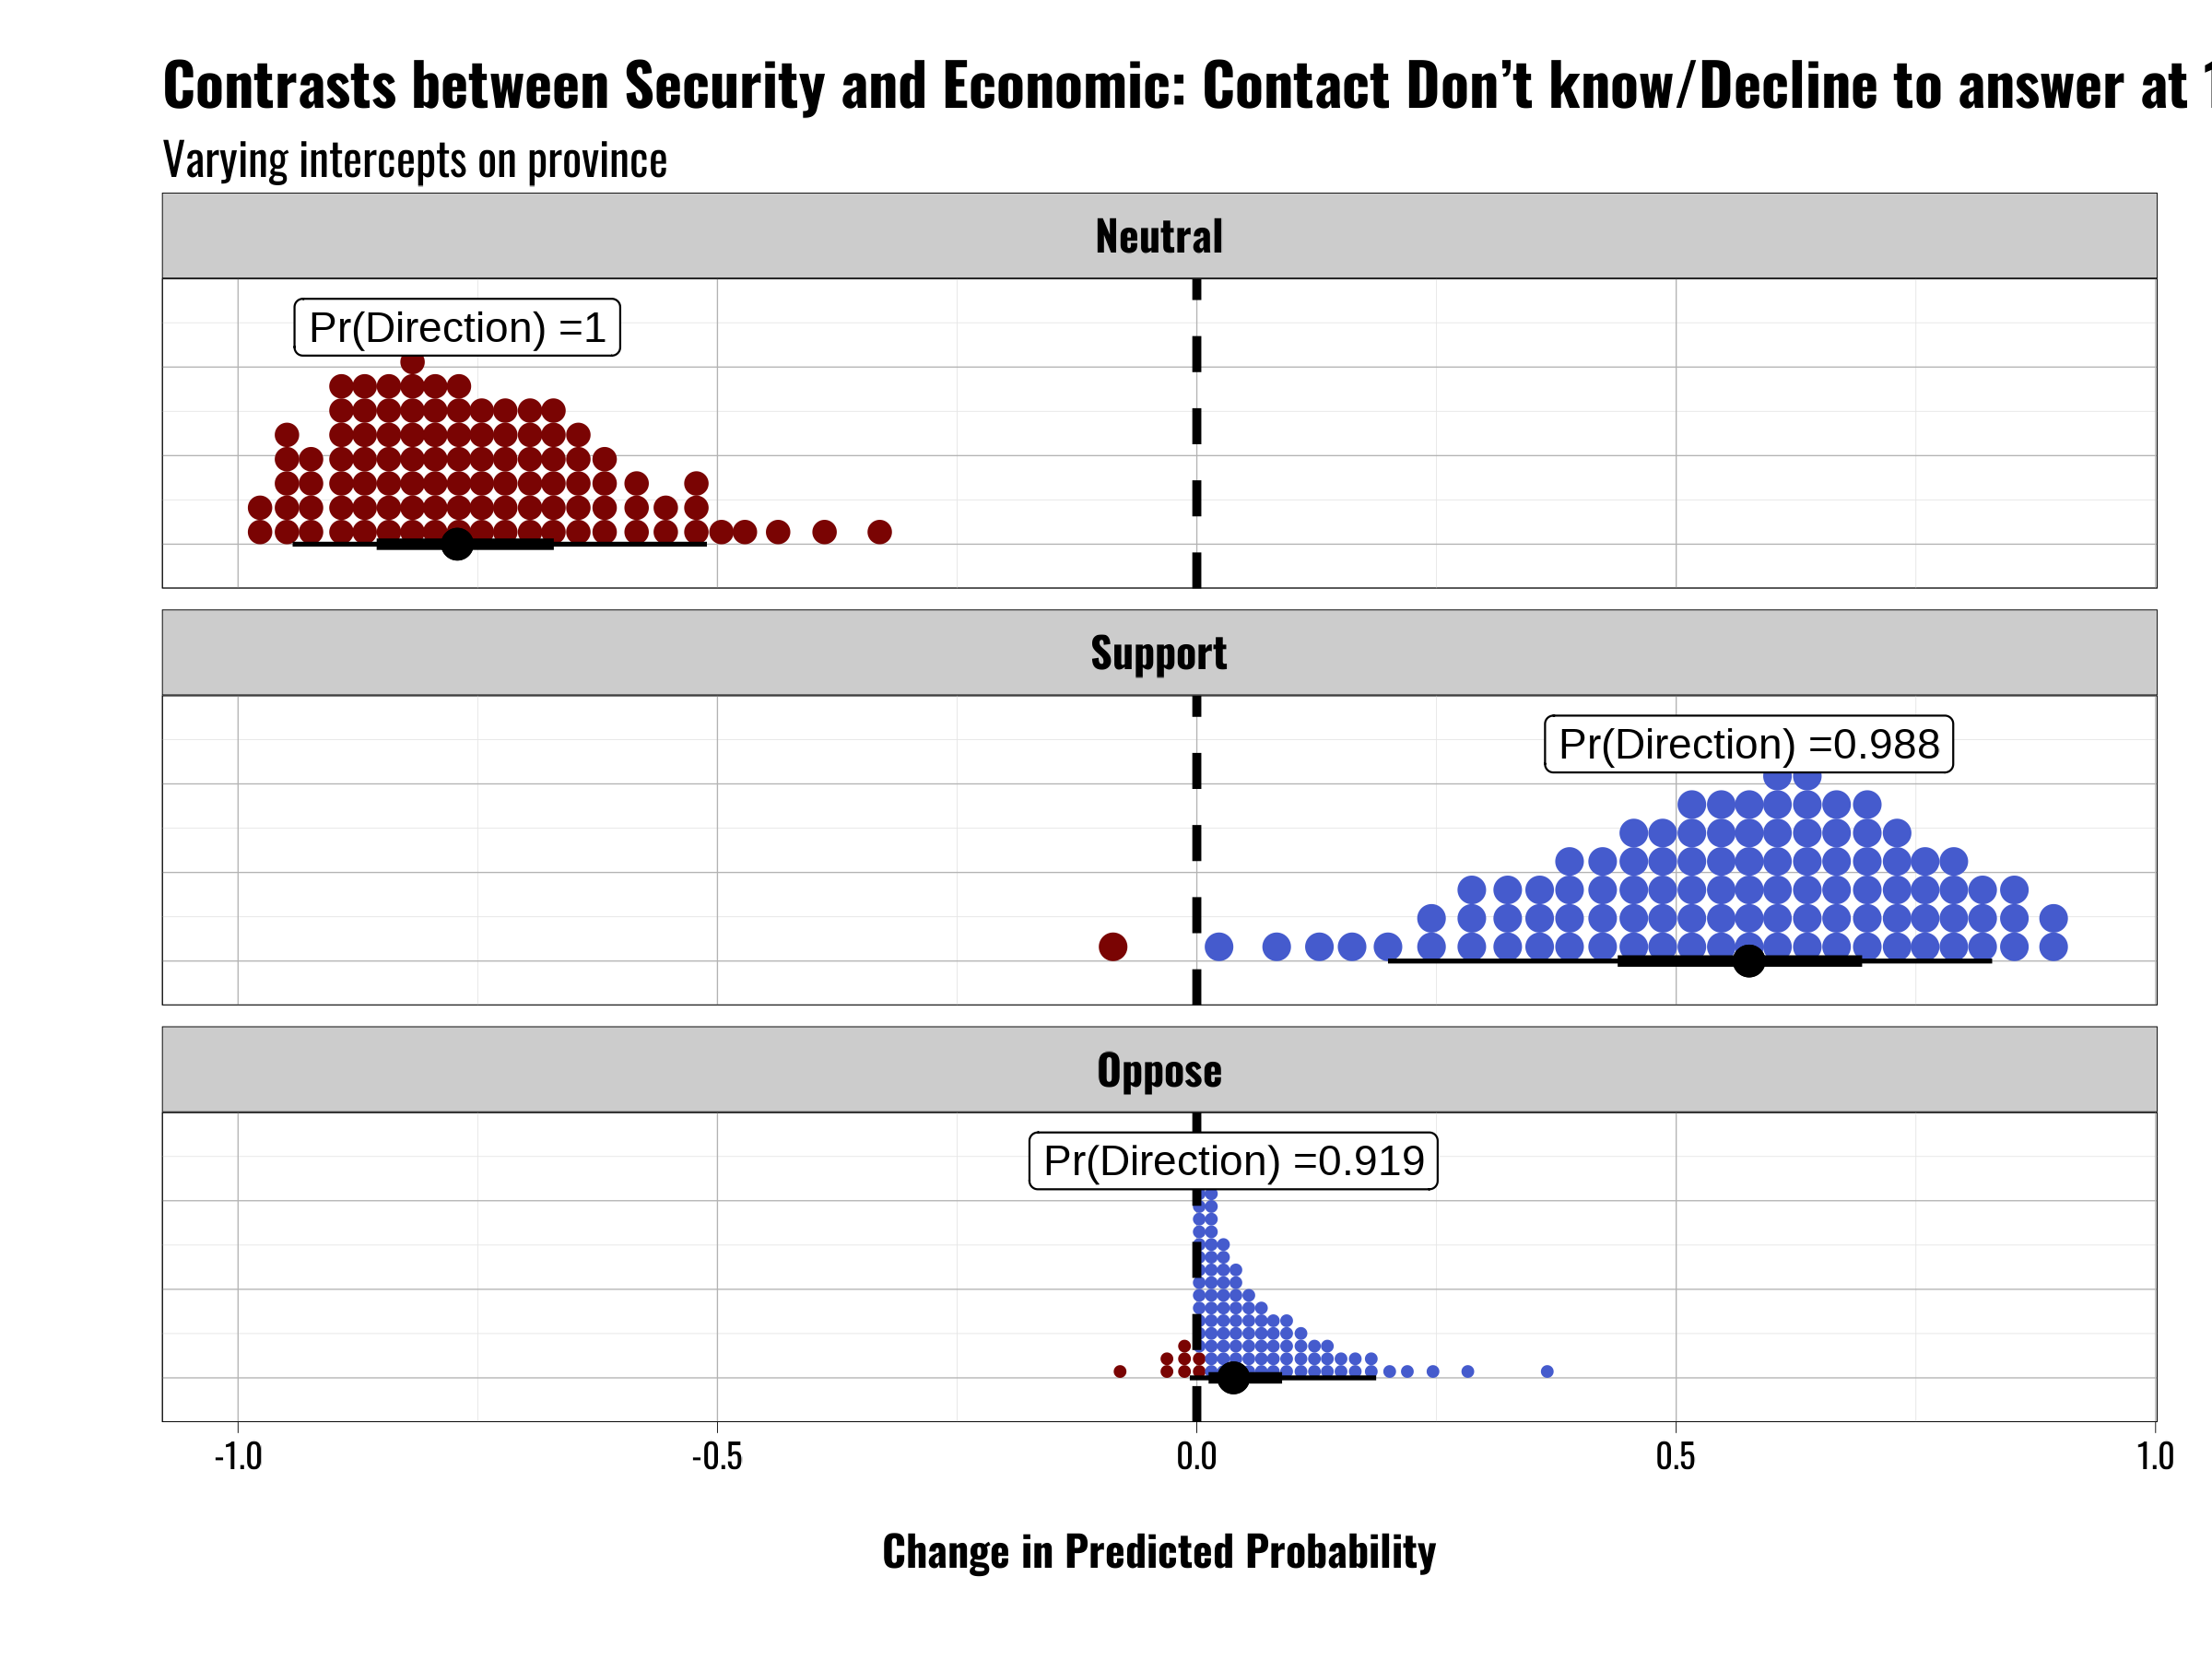 Contrasts between Security and Economic: Contact Don’t know/Decline to answer at
Varying intercepts on province
Neutral
Pr(Direction) =1
Support
Pr(Direction) =0.988
Oppose
Pr(Direction) =0.919
-1.0 -0.5 0.0 0.5 1.0
Change in Predicted Probability